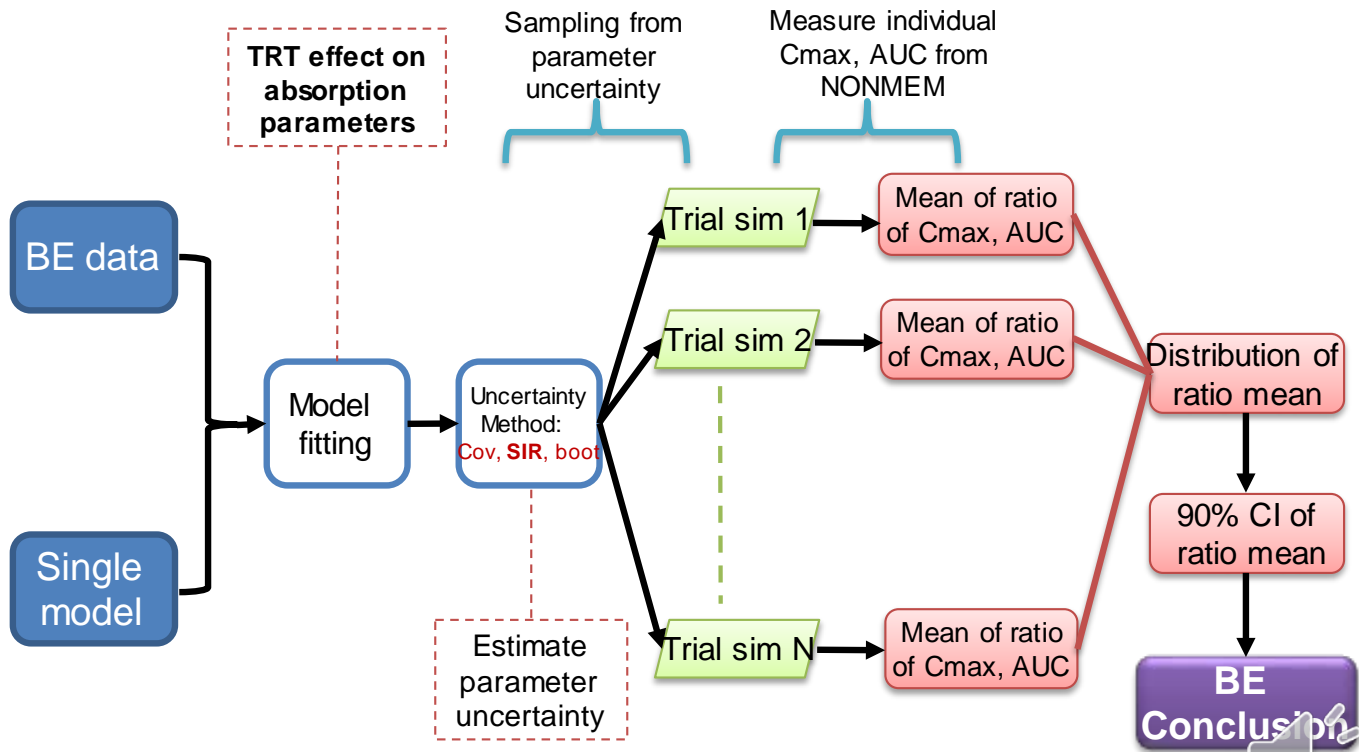 TRT effect on
absorption
parameters
Sampling from
parameter
uncertainty
Measure individual
Cmax, AUC from
NONMEM
BE data
Single
model
Model
fitting
Uncertainty
Method:
Cov, SIR, boot
Estimate
parameter
uncertainty
Trial sim 1
Mean of ratio
of Cmax, AUC
Trial sim 2
Mean of ratio
of Cmax, AUC
Trial sim N
Mean of ratio
of Cmax, AUC
Distribution of
ratio mean
90% CI of
ratio mean
BE
Conclusion